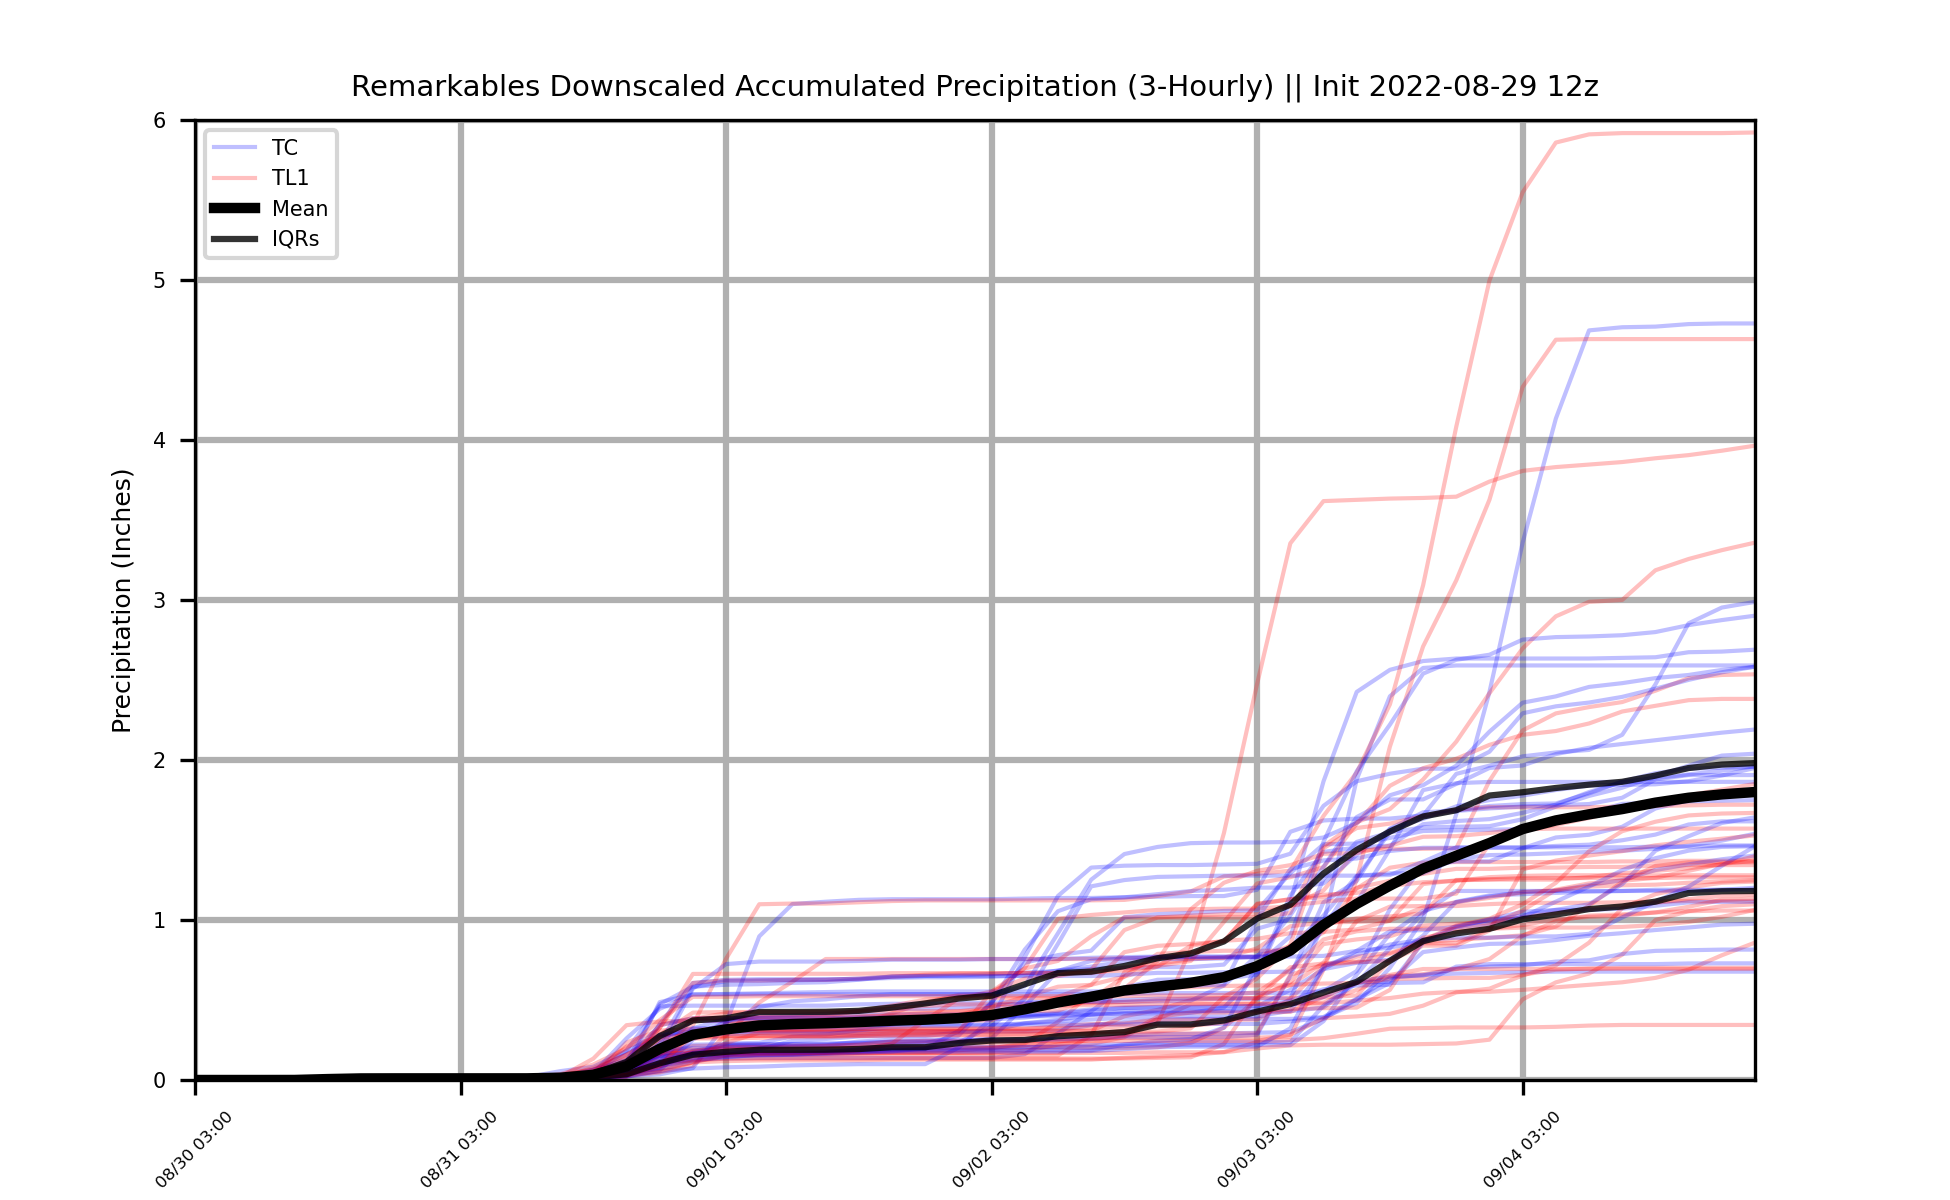 Remarkables Downscaled Accumulated Precipitation (3-Hourly) || Init 2022-08-29 12z
TC
TL1
Mean
IQRs
Precipitation (Inches)
6
5
4
3
2
1
0
08/30 03:00
08/31 03:00
09/01 03:00
09/02 03:00
09/03 03:00
09/04 03:00